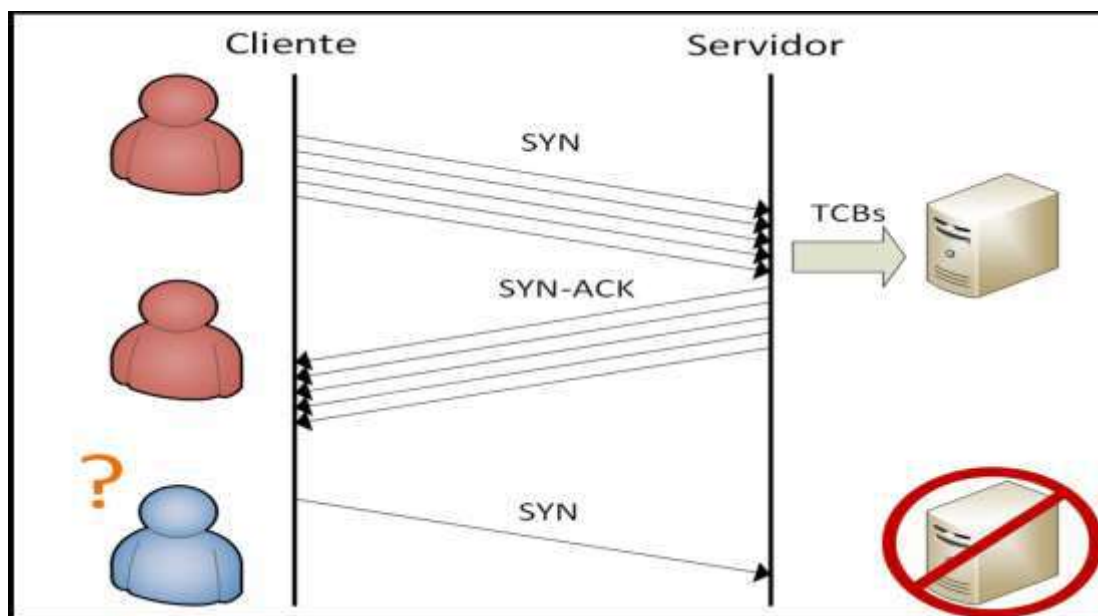 Cliente
Servidor
SYN
TCBs
SYN-ACK
?
SYN